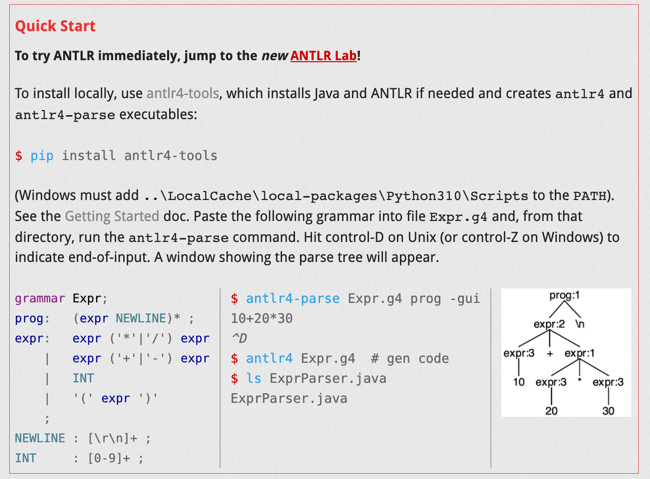 Quick Start
To try ANTLR immediately, jump to the new ANTLR Lab!
To install locally, use antlr4-tools, which installs Java and ANTLR if needed and creates antlr4 and
antlr4-parse executables:
$ pip install antlr4-tools
(Windows must add ..\LocalCache\local-packages\Python310\Scripts to the PATH).
See the Getting Started doc. Paste the following grammar into file Expr.g4 and, from that
directory, run the antlr4-parse command. Hit control-D on Unix (or control-Z on Windows) to
indicate end-of-input. A window showing the parse tree will appear.
grammar Expr;
prog:   (expr NEWLINE)* ;
expr:   expr ('*'|'/') expr
    |   expr ('+'|'-') expr
    |   INT
    |   '(' expr ')'
    ;
NEWLINE : [\r\n]+ ;
INT     : [0-9]+ ;
$ antlr4-parse Expr.g4 prog -gui
10+20*30
^D
$ antlr4 Expr.g4  # gen code
$ ls ExprParser.java
ExprParser.java
prog:1
expr:2 \n
expr:3 + expr:1
10 expr:3 * expr:3
20 30